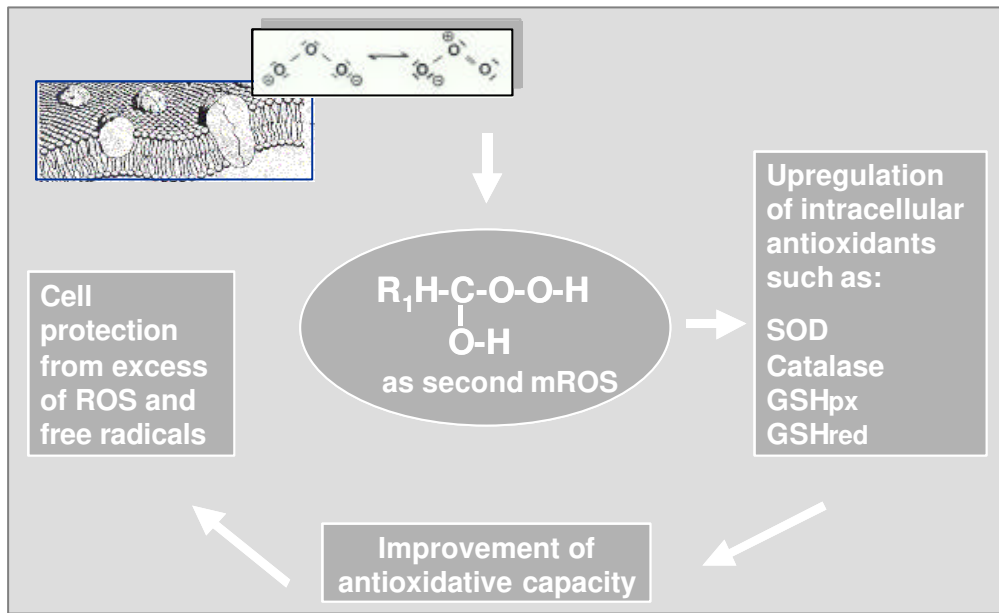 Upregulation
of intracellular
antioxidants
such as:
SOD
Catalase
GSHpx
GSHred
R₁H-C-O-O-H
O-H
as second mROS
Cell
protection
from excess
of ROS and
free radicals
Improvement of
antioxidative capacity